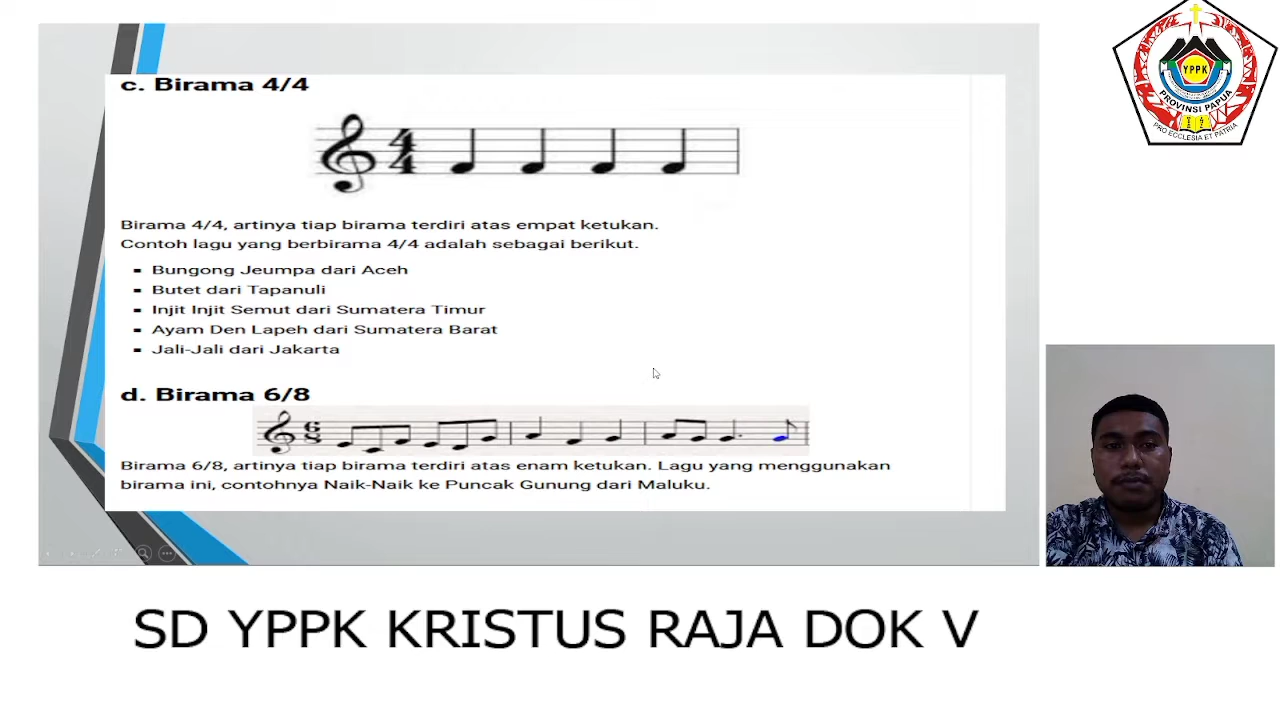 c. Birama 4/4
4
4
Birama 4/4, artinya tiap birama terdiri atas empat ketukan.
Contoh lagu yang berbirama 4/4 adalah sebagai berikut.
▪ Bungong Jeumpa dari Aceh
▪ Butet dari Tapanuli
▪ Injit Injit Semut dari Sumatera Timur
▪ Ayam Den Lapeh dari Sumatera Barat
▪ Jali-Jali dari Jakarta
d. Birama 6/8
6
8
Birama 6/8, artinya tiap birama terdiri atas enam ketukan. Lagu yang menggunakan
birama ini, contohnya Naik-Naik ke Puncak Gunung dari Maluku.
YPPK
PROVINSI PAPUA
PRO ECCLESIA ET PATRIA
SD YPPK KRISTUS RAJA DOK V